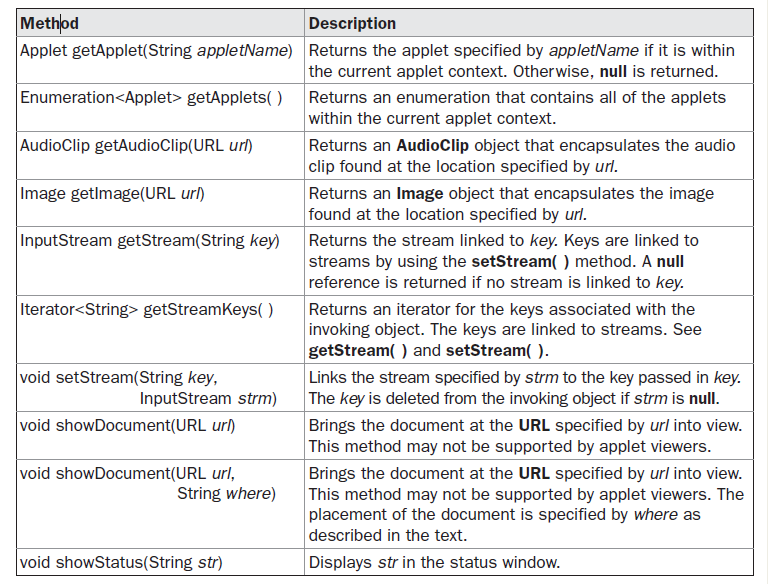 Method Description
Applet getApplet(String appletName) Returns the applet specified by appletName if it is within
the current applet context. Otherwise, null is returned.
Enumeration<Applet> getApplets( ) Returns an enumeration that contains all of the applets
within the current applet context.
AudioClip getAudioClip(URL url) Returns an AudioClip object that encapsulates the audio
clip found at the location specified by url.
Image getImage(URL url) Returns an Image object that encapsulates the image
found at the location specified by url.
InputStream getStream(String key) Returns the stream linked to key. Keys are linked to
streams by using the setStream( ) method. A null
reference is returned if no stream is linked to key.
Iterator<String> getStreamKeys( ) Returns an iterator for the keys associated with the
invoking object. The keys are linked to streams. See
getStream( ) and setStream( ).
void setStream(String key, Links the stream specified by strm to the key passed in key.
InputStream strm) The key is deleted from the invoking object if strm is null.
void showDocument(URL url) Brings the document at the URL specified by url into view.
This method may not be supported by applet viewers.
void showDocument(URL url, Brings the document at the URL specified by url into view.
String where) This method may not be supported by applet viewers. The
placement of the document is specified by where as
described in the text.
void showStatus(String str) Displays str in the status window.